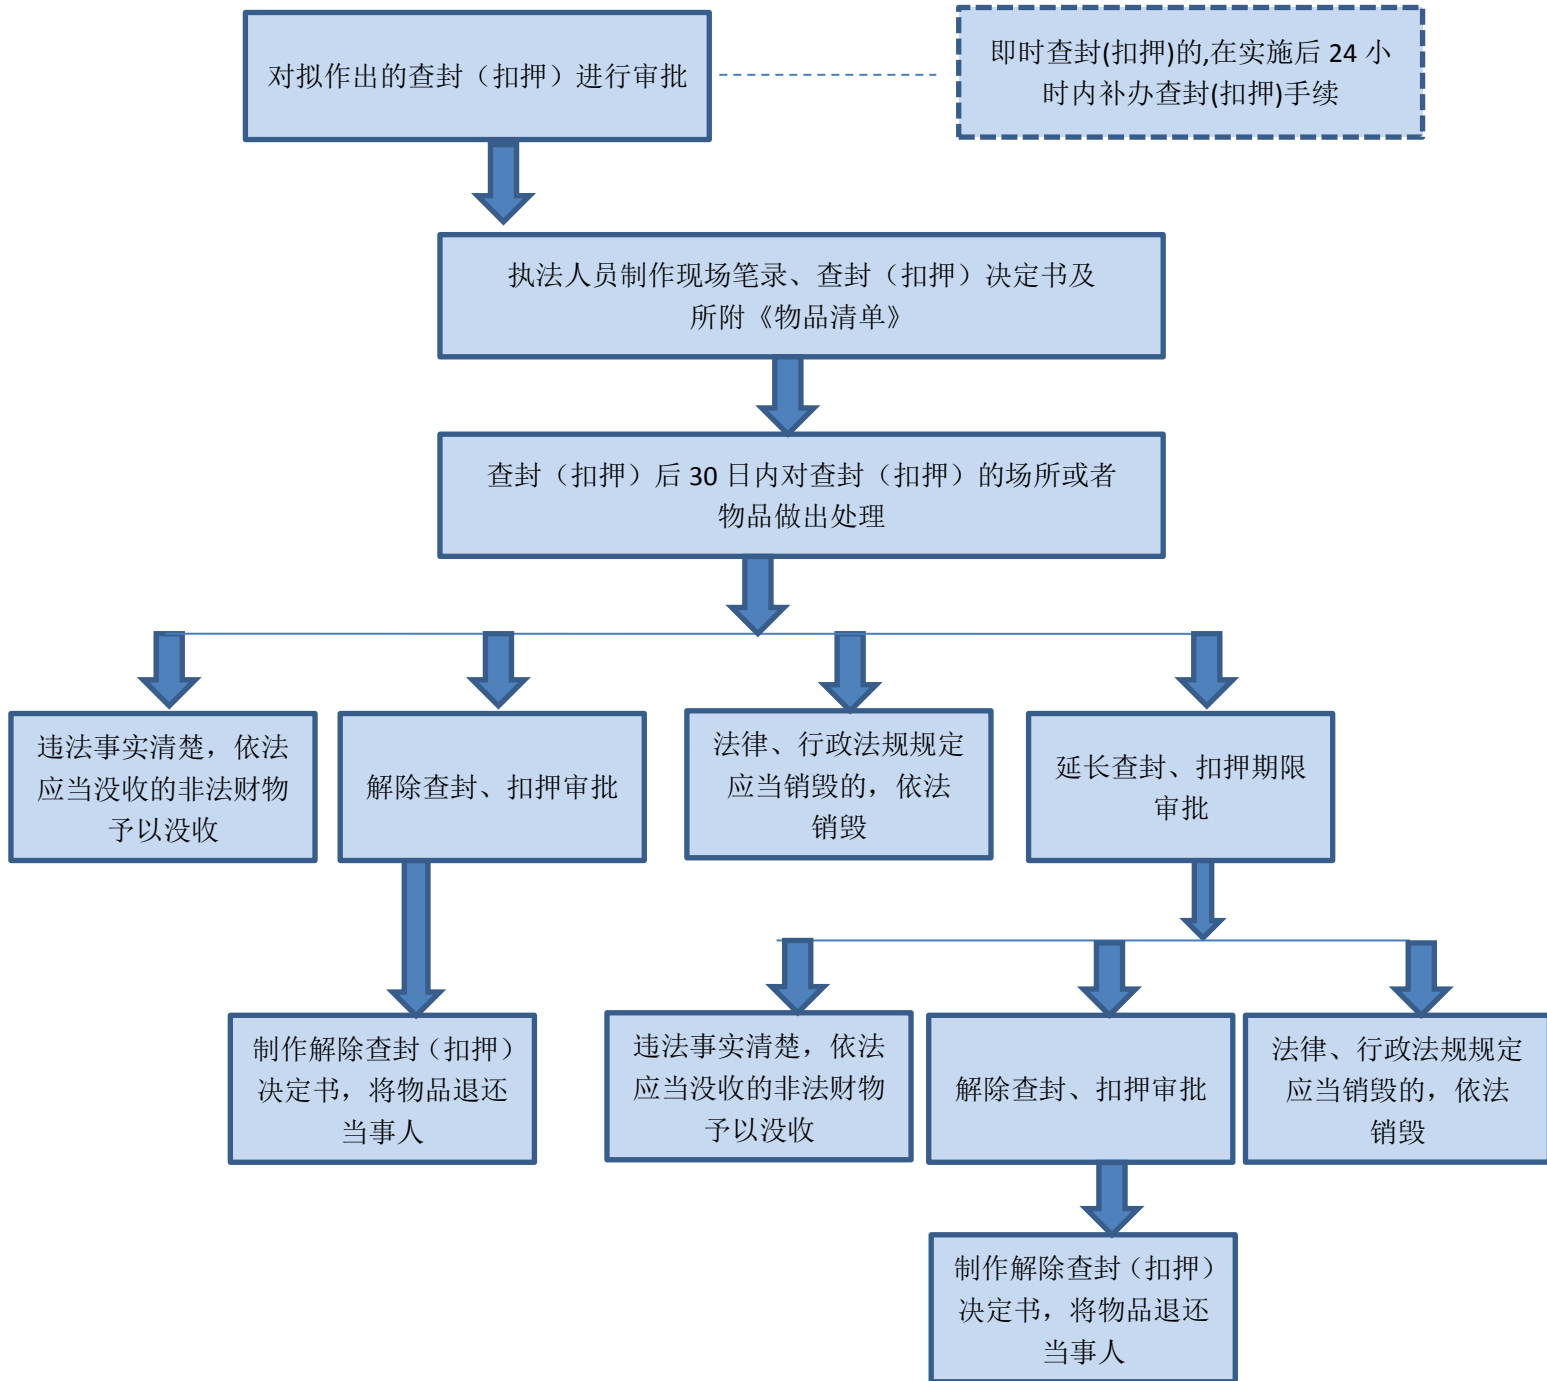 对拟作出的查封（扣押）进行审批
即时查封(扣押)的,在实施后 24 小
时内补办查封(扣押)手续
执法人员制作现场笔录、查封（扣押）决定书及
所附《物品清单》
查封（扣押）后 30 日内对查封（扣押）的场所或者
物品做出处理
违法事实清楚，依法
应当没收的非法财物
予以没收
解除查封、扣押审批
法律、行政法规规定
应当销毁的，依法
销毁
延长查封、扣押期限
审批
制作解除查封（扣押）
决定书，将物品退还
当事人
违法事实清楚，依法
应当没收的非法财物
予以没收
解除查封、扣押审批
法律、行政法规规定
应当销毁的，依法
销毁
制作解除查封（扣押）
决定书，将物品退还
当事人